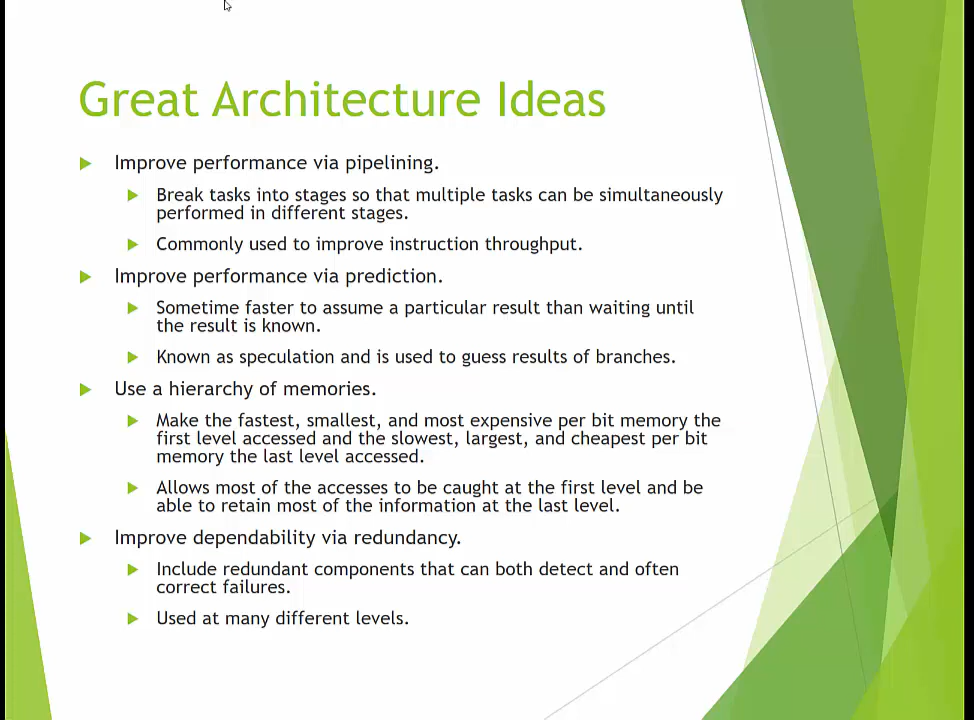 Great Architecture Ideas
Improve performance via pipelining.
Break tasks into stages so that multiple tasks can be simultaneously
performed in different stages.
Commonly used to improve instruction throughput.
Improve performance via prediction.
Sometime faster to assume a particular result than waiting until
the result is known.
Known as speculation and is used to guess results of branches.
Use a hierarchy of memories.
Make the fastest, smallest, and most expensive per bit memory the
first level accessed and the slowest, largest, and cheapest per bit
memory the last level accessed.
Allows most of the accesses to be caught at the first level and be
able to retain most of the information at the last level.
Improve dependability via redundancy.
Include redundant components that can both detect and often
correct failures.
Used at many different levels.